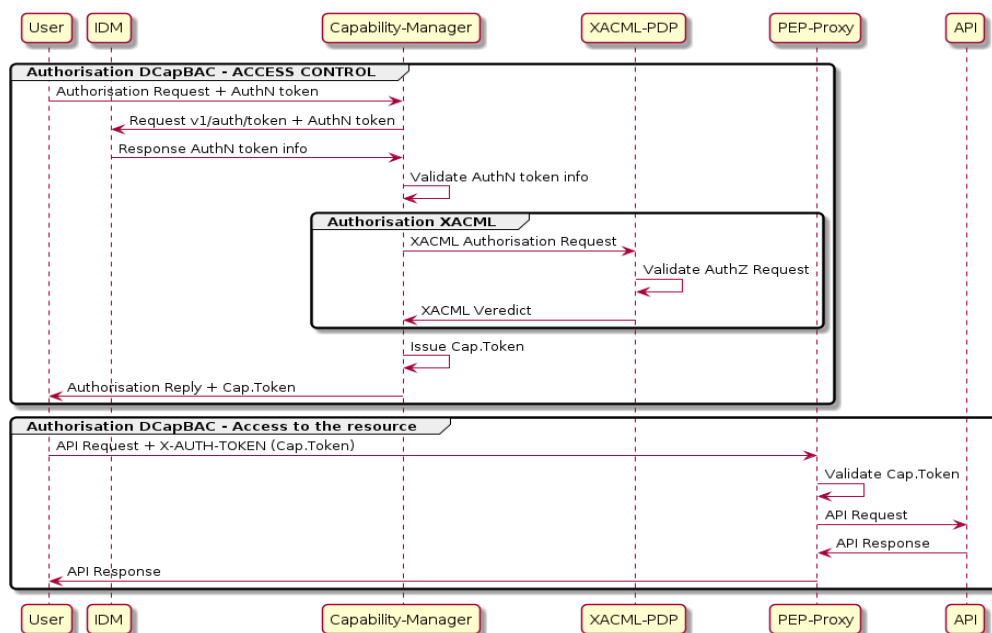 User IDM Capability-Manager XACML-PDP PEP-Proxy API
Authorisation DCapBAC - ACCESS CONTROL
Authorisation Request + AuthN token
Request v1/auth/token + AuthN token
Response AuthN token info
Validate AuthN token info
Authorisation XACML
XACML Authorisation Request
Validate AuthZ Request
XACML Veredict
Issue Cap.Token
Authorisation Reply + Cap.Token
Authorisation DCapBAC - Access to the resource
API Request + X-AUTH-TOKEN (Cap.Token)
Validate Cap.Token
API Request
API Response
API Response
User IDM Capability-Manager XACML-PDP PEP-Proxy API